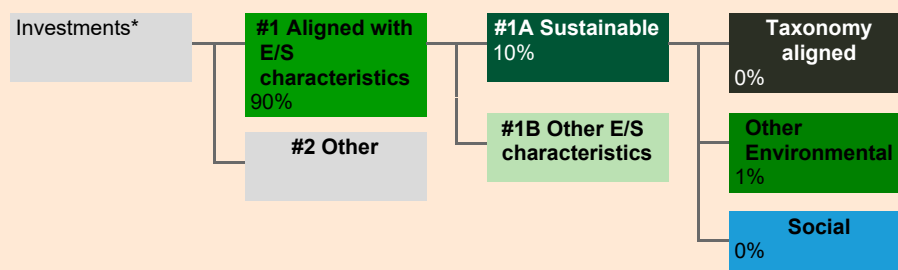 Investments*
#1 Aligned with
E/S
characteristics
90%
#2 Other
#1A Sustainable
10%
#1B Other E/S
characteristics
Taxonomy
aligned
0%
Other
Environmental
1%
Social
0%